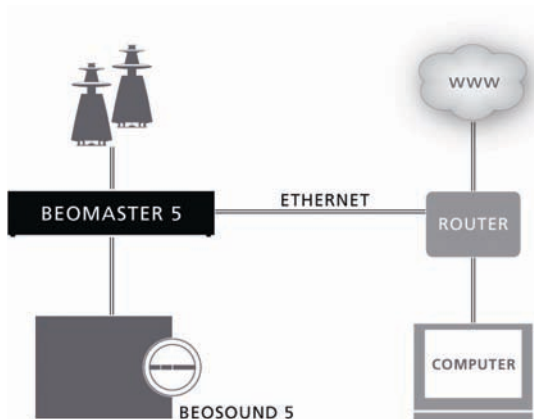 WWW
BEOMASTER 5
ETHERNET
ROUTER
COMPUTER
BEOSOUND 5